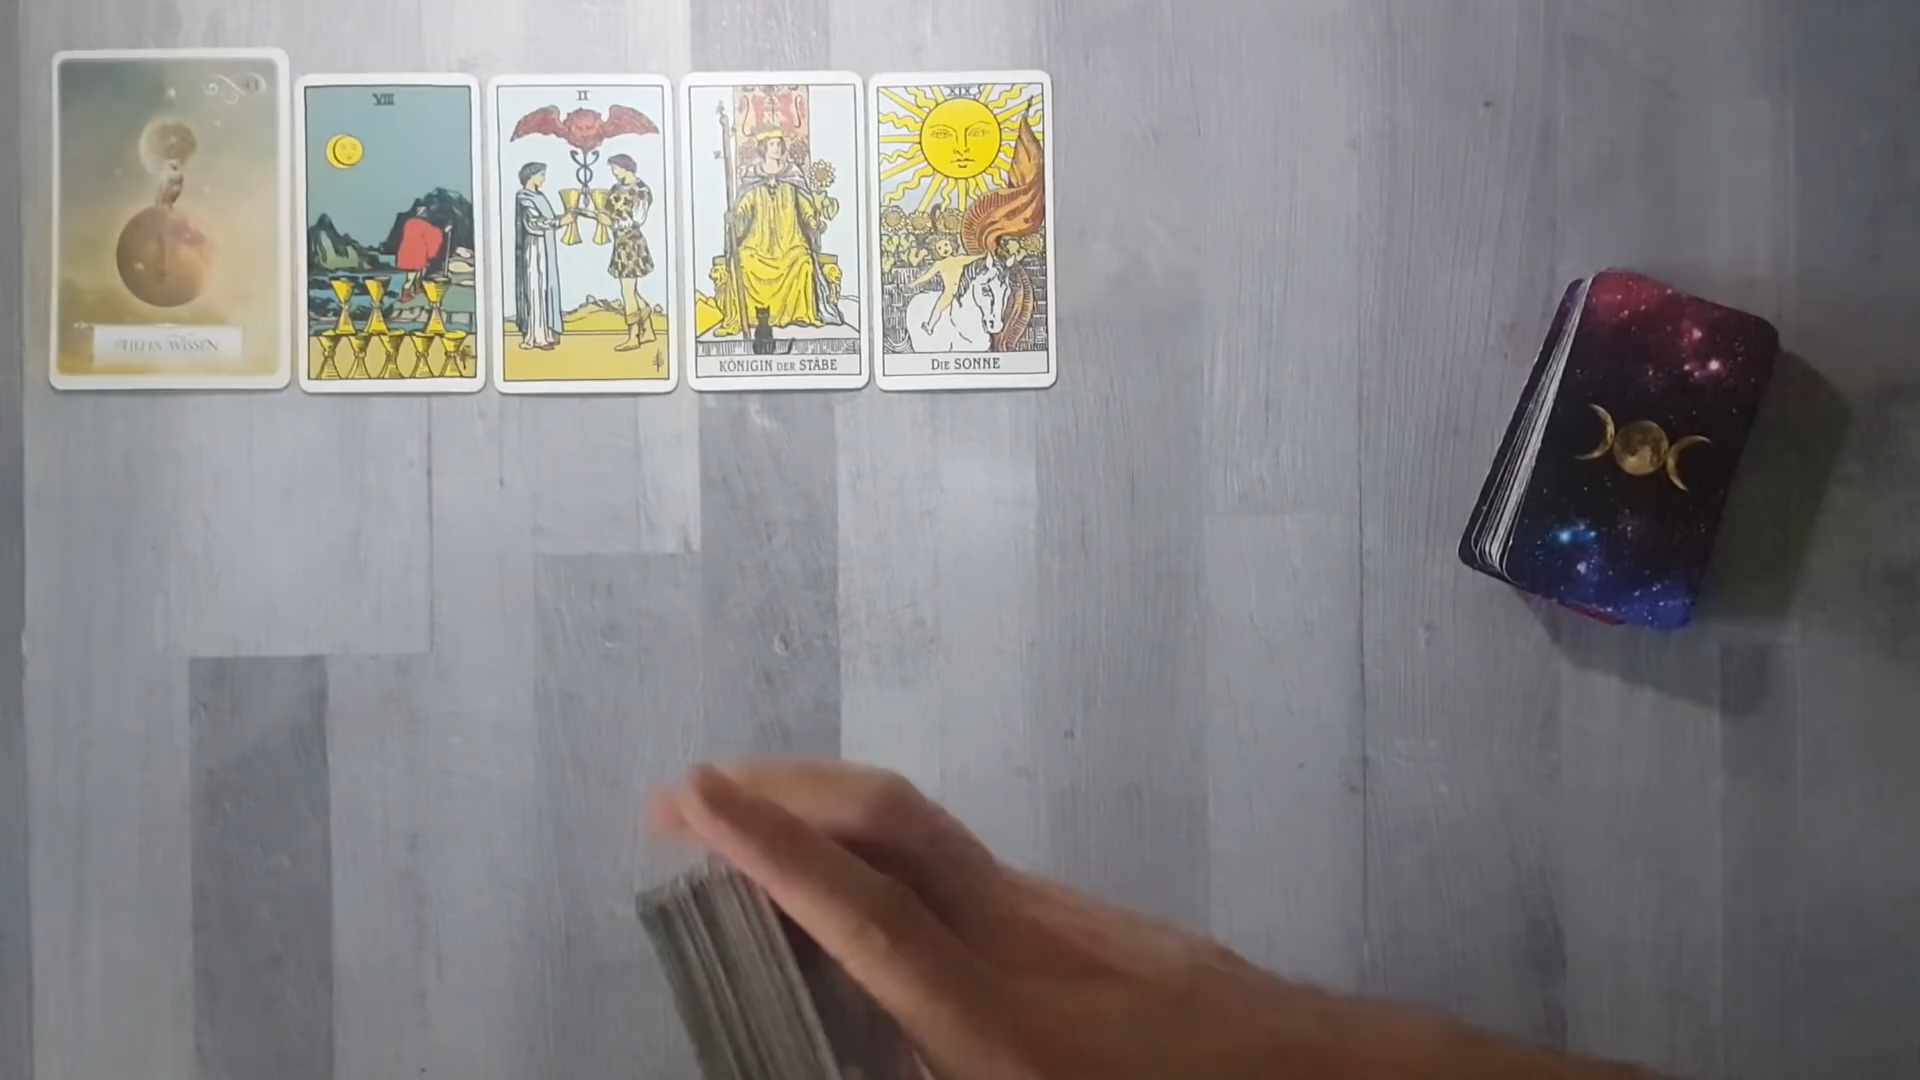 TIEFES WISSEN
VIII
II
KÖNIGIN DER STÄBE
XIX
DIE SONNE